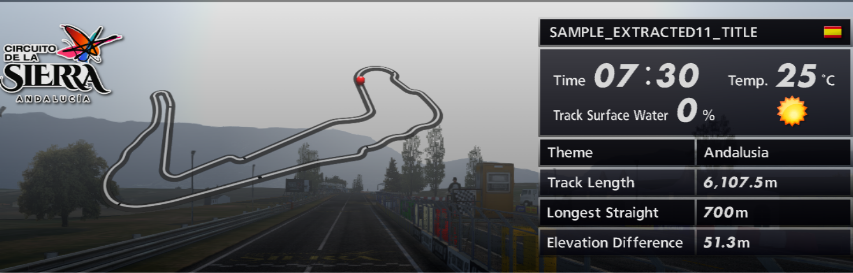 CIRCUITO
DE LA
SIERRA
ANDALUCÍA
SAMPLE_EXTRACTED11_TITLE
Time 07:30 Temp. 25 °C
Track Surface Water 0 %
Theme Andalusia
Track Length 6,107.5m
Longest Straight 700m
Elevation Difference 51.3m